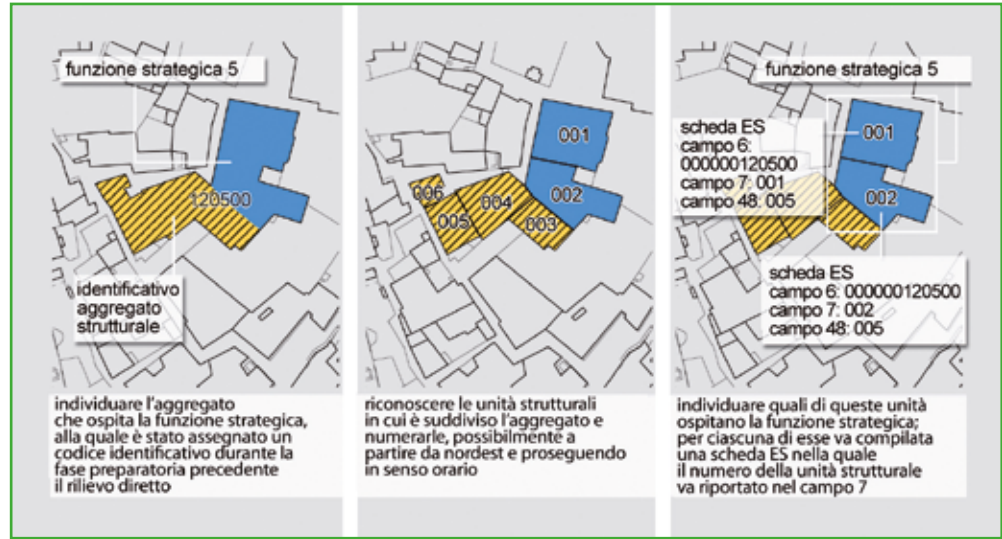 funzione strategica 5
120500
identificativo
aggregato
strutturale
individuare l'aggregato
che ospita la funzione strategica,
alla quale è stato assegnato un
codice identificativo durante la
fase preparatoria precedente
il rilievo diretto
001
002
006
004
005
003
riconoscere le unità strutturali
in cui è suddiviso l'aggregato e
numerarle, possibilmente a
partire da nordest e proseguendo
in senso orario
funzione strategica 5
scheda ES
campo 6:
000000120500
campo 7: 001
campo 48: 005
001
002
scheda ES
campo 6: 000000120500
campo 7: 002
campo 48: 005
individuare quali di queste unità
ospitano la funzione strategica;
per ciascuna di esse va compilata
una scheda ES nella quale
il numero della unità strutturale
va riportato nel campo 7